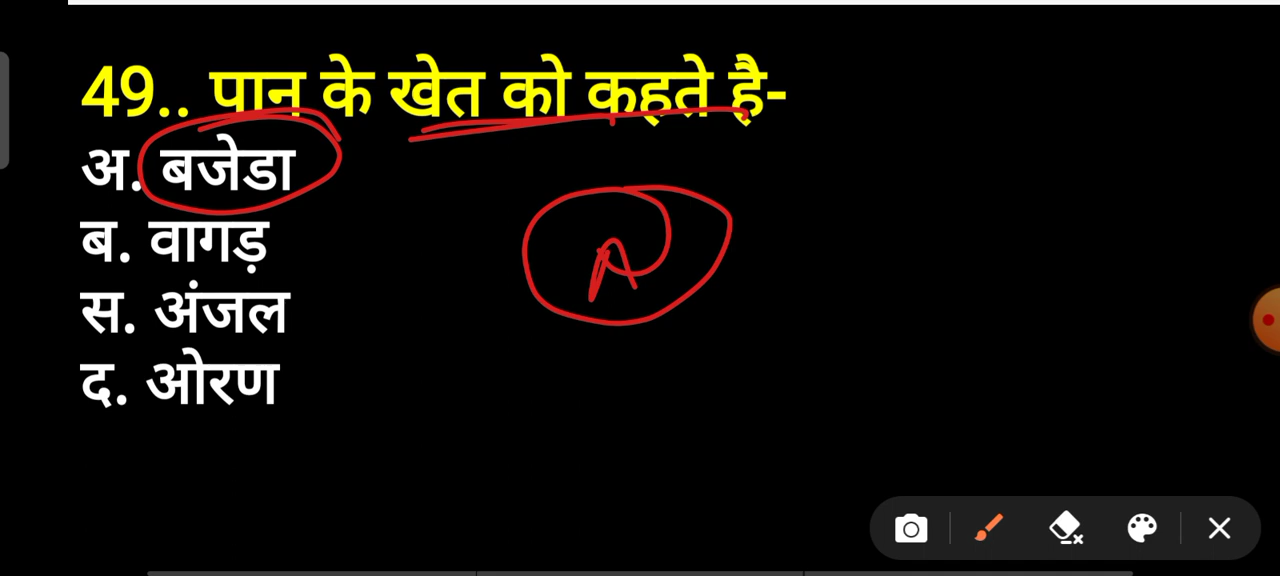 49.. पान के खेत को कहते है-
अ. बजेडा
ब. वागड़
स. अंजल
द. ओरण
A